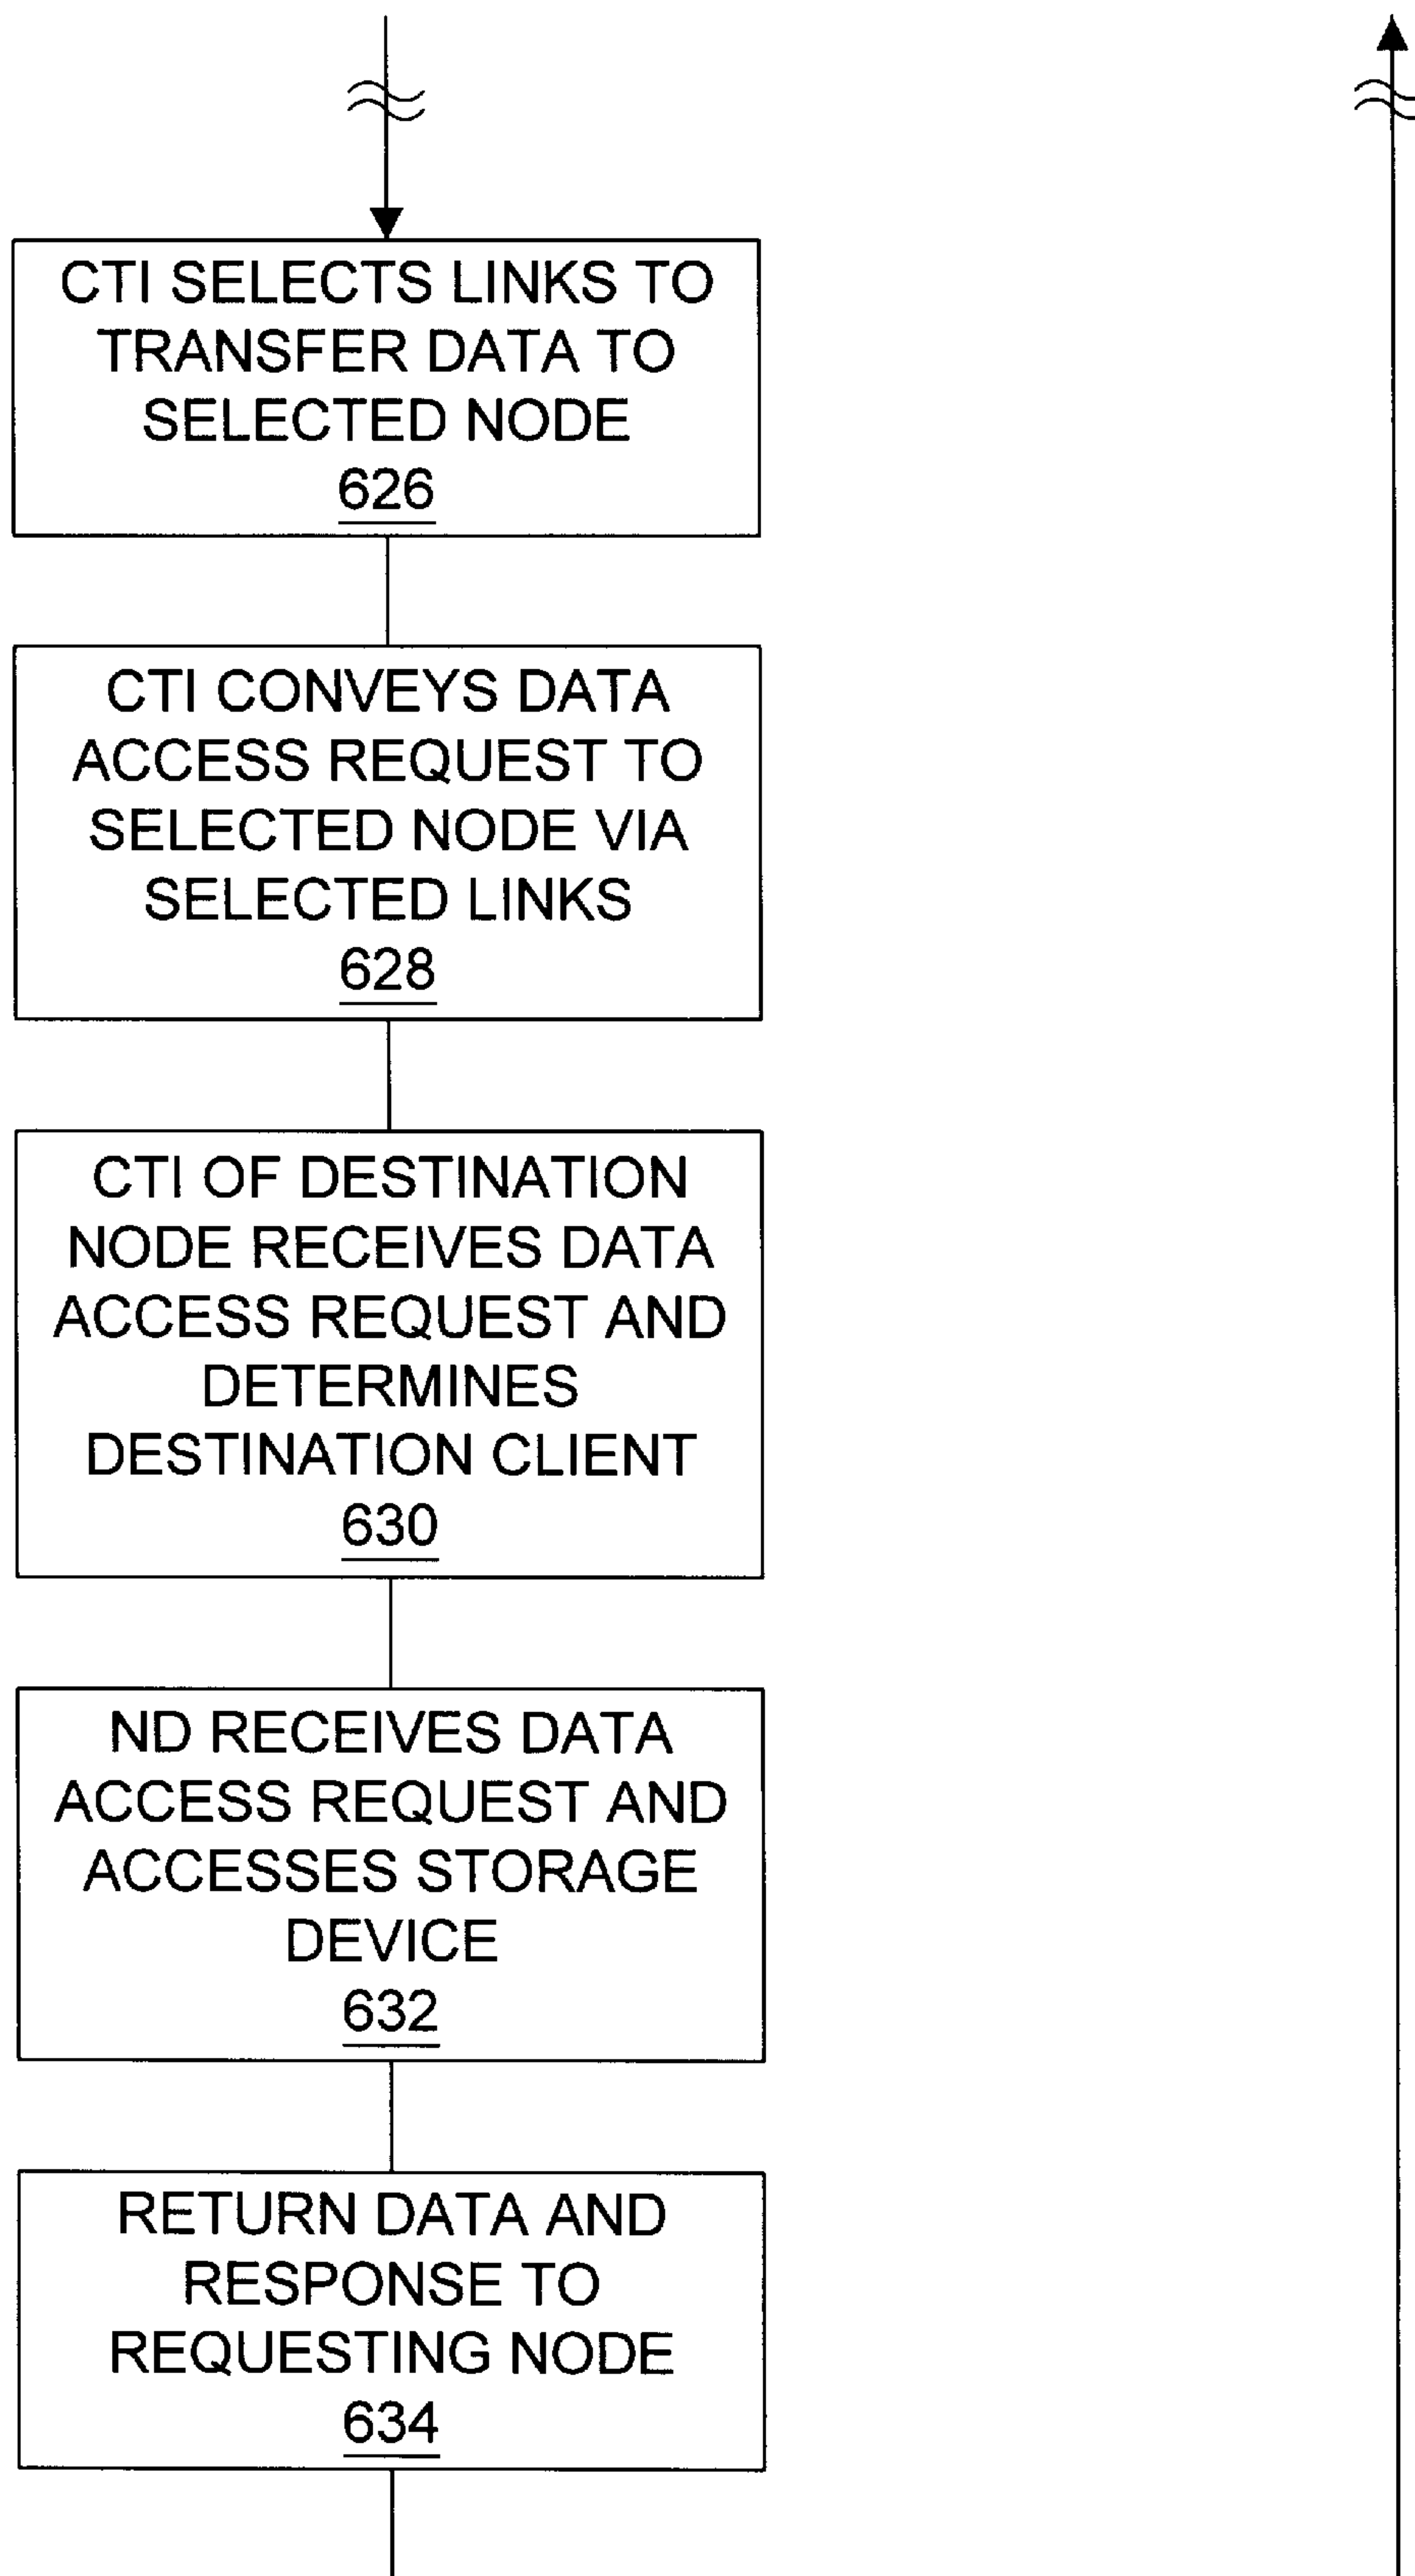 CTI SELECTS LINKS TO
TRANSFER DATA TO
SELECTED NODE
626
CTI CONVEYS DATA
ACCESS REQUEST TO
SELECTED NODE VIA
SELECTED LINKS
628
CTI OF DESTINATION
NODE RECEIVES DATA
ACCESS REQUEST AND
DETERMINES
DESTINATION CLIENT
630
ND RECEIVES DATA
ACCESS REQUEST AND
ACCESSES STORAGE
DEVICE
632
RETURN DATA AND
RESPONSE TO
REQUESTING NODE
634